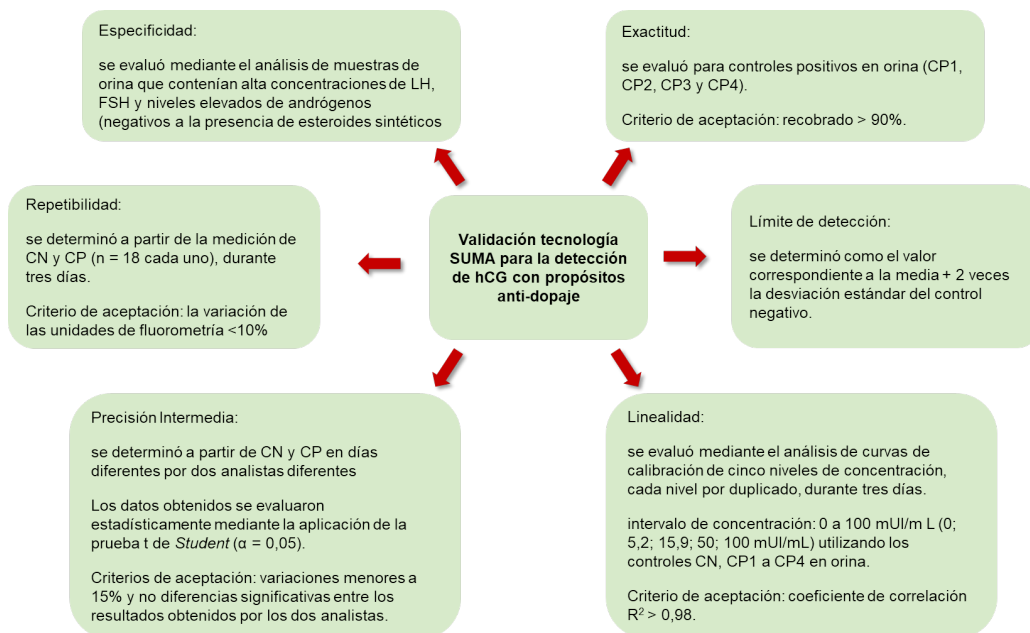 Especificidad:
se evaluó mediante el análisis de muestras de
orina que contenían alta concentraciones de LH,
FSH y niveles elevados de andrógenos
(negativos a la presencia de esteroides sintéticos
Exactitud:
se evaluó para controles positivos en orina (CP1,
CP2, CP3 y CP4).
Criterio de aceptación: recobrado > 90%.
Repetibilidad:
se determinó a partir de la medición de
CN y CP (n = 18 cada uno), durante
tres días.
Criterio de aceptación: la variación de
las unidades de fluorometría <10%
Validación tecnología
SUMA para la detección
de hCG con propósitos
anti-dopaje
Límite de detección:
se determinó como el valor
correspondiente a la media + 2 veces
la desviación estándar del control
negativo.
Precisión Intermedia:
se determinó a partir de CN y CP en días
diferentes por dos analistas diferentes
Los datos obtenidos se evaluaron
estadísticamente mediante la aplicación de la
prueba t de Student (α = 0,05).
Criterios de aceptación: variaciones menores a
15% y no diferencias significativas entre los
resultados obtenidos por los dos analistas.
Linealidad:
se evaluó mediante el análisis de curvas de
calibración de cinco niveles de concentración,
cada nivel por duplicado, durante tres días.
intervalo de concentración: 0 a 100 mUI/m L (0;
5,2; 15,9; 50; 100 mUI/mL) utilizando los
controles CN, CP1 a CP4 en orina.
Criterio de aceptación: coeficiente de correlación
R² > 0,98.